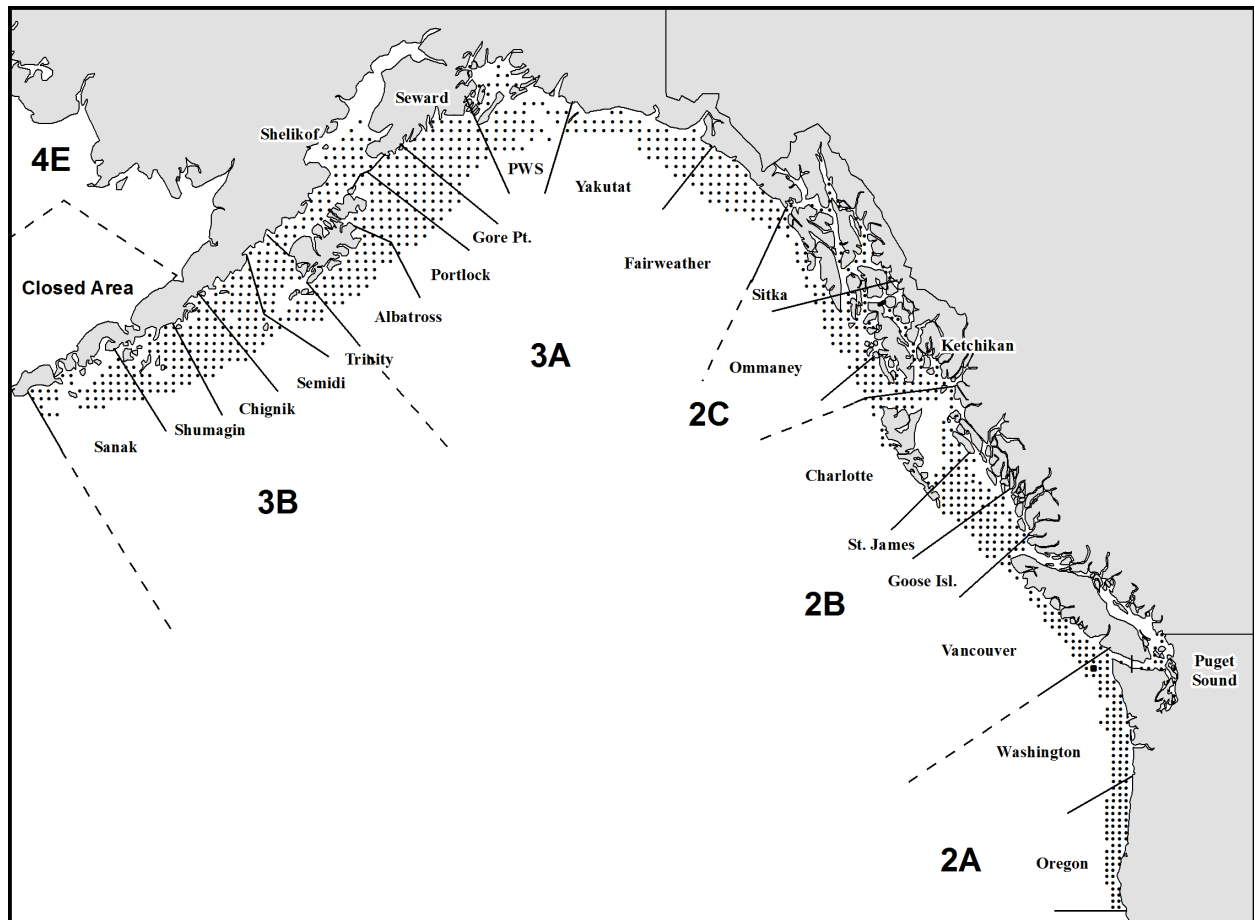 Seward
Shelikof
4E
PWS
Yakutat
Gore Pt.
Fairweather
Portlock
Closed Area
Sitka
Albatross
Ketchikan
3A
Trinity
Ommaney
Semidi
Chignik
2C
Shumagin
Sanak
Charlotte
3B
St. James
Goose Isl.
2B
Vancouver
Puget
Sound
Washington
2A
Oregon